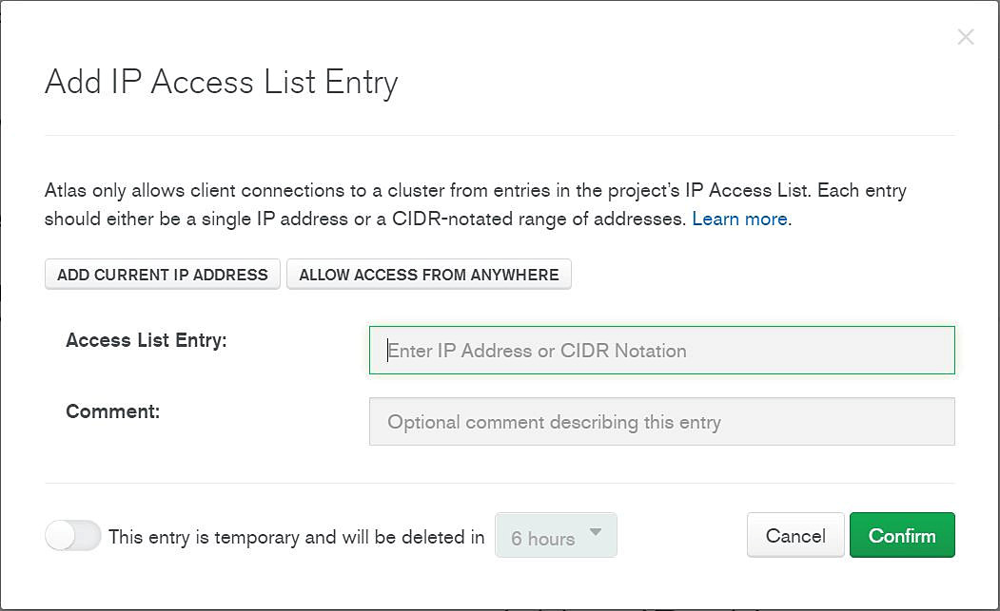 Add IP Access List Entry
Atlas only allows client connections to a cluster from entries in the project's IP Access List. Each entry
should either be a single IP address or a CIDR-notated range of addresses. Learn more.
ADD CURRENT IP ADDRESS ALLOW ACCESS FROM ANYWHERE
Access List Entry: Enter IP Address or CIDR Notation
Comment: Optional comment describing this entry
This entry is temporary and will be deleted in 6 hours Cancel Confirm